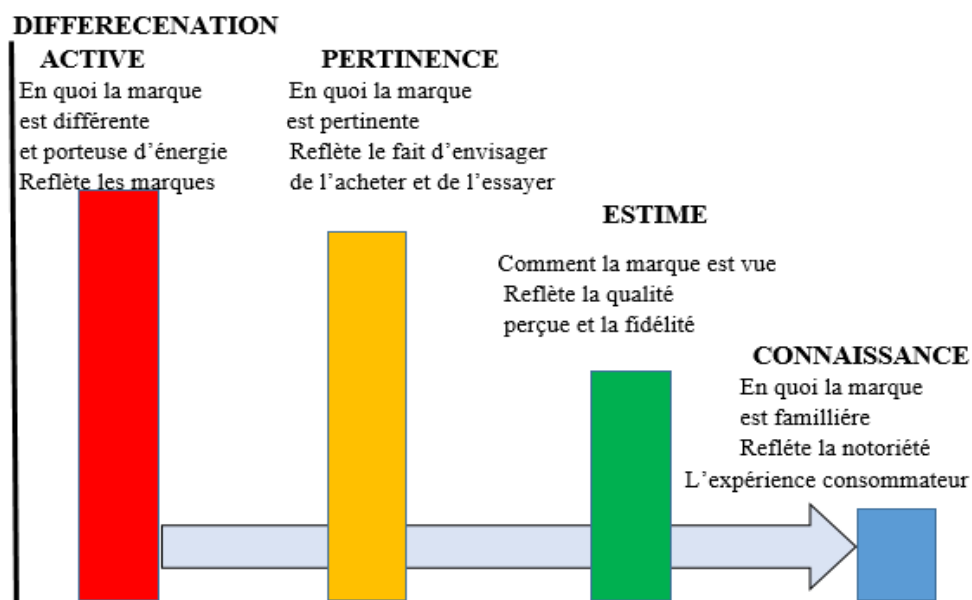 DIFFERECENATION
ACTIVE
En quoi la marque
est différente
et porteuse d'énergie
Reflète les marques
PERTINENCE
En quoi la marque
est pertinente
Reflète le fait d'envisager
de l'acheter et de l'essayer
ESTIME
Comment la marque est vue
Reflète la qualité
perçue et la fidélité
CONNAISSANCE
En quoi la marque
est famillière
Refléte la notoriété
L'expérience consommateur